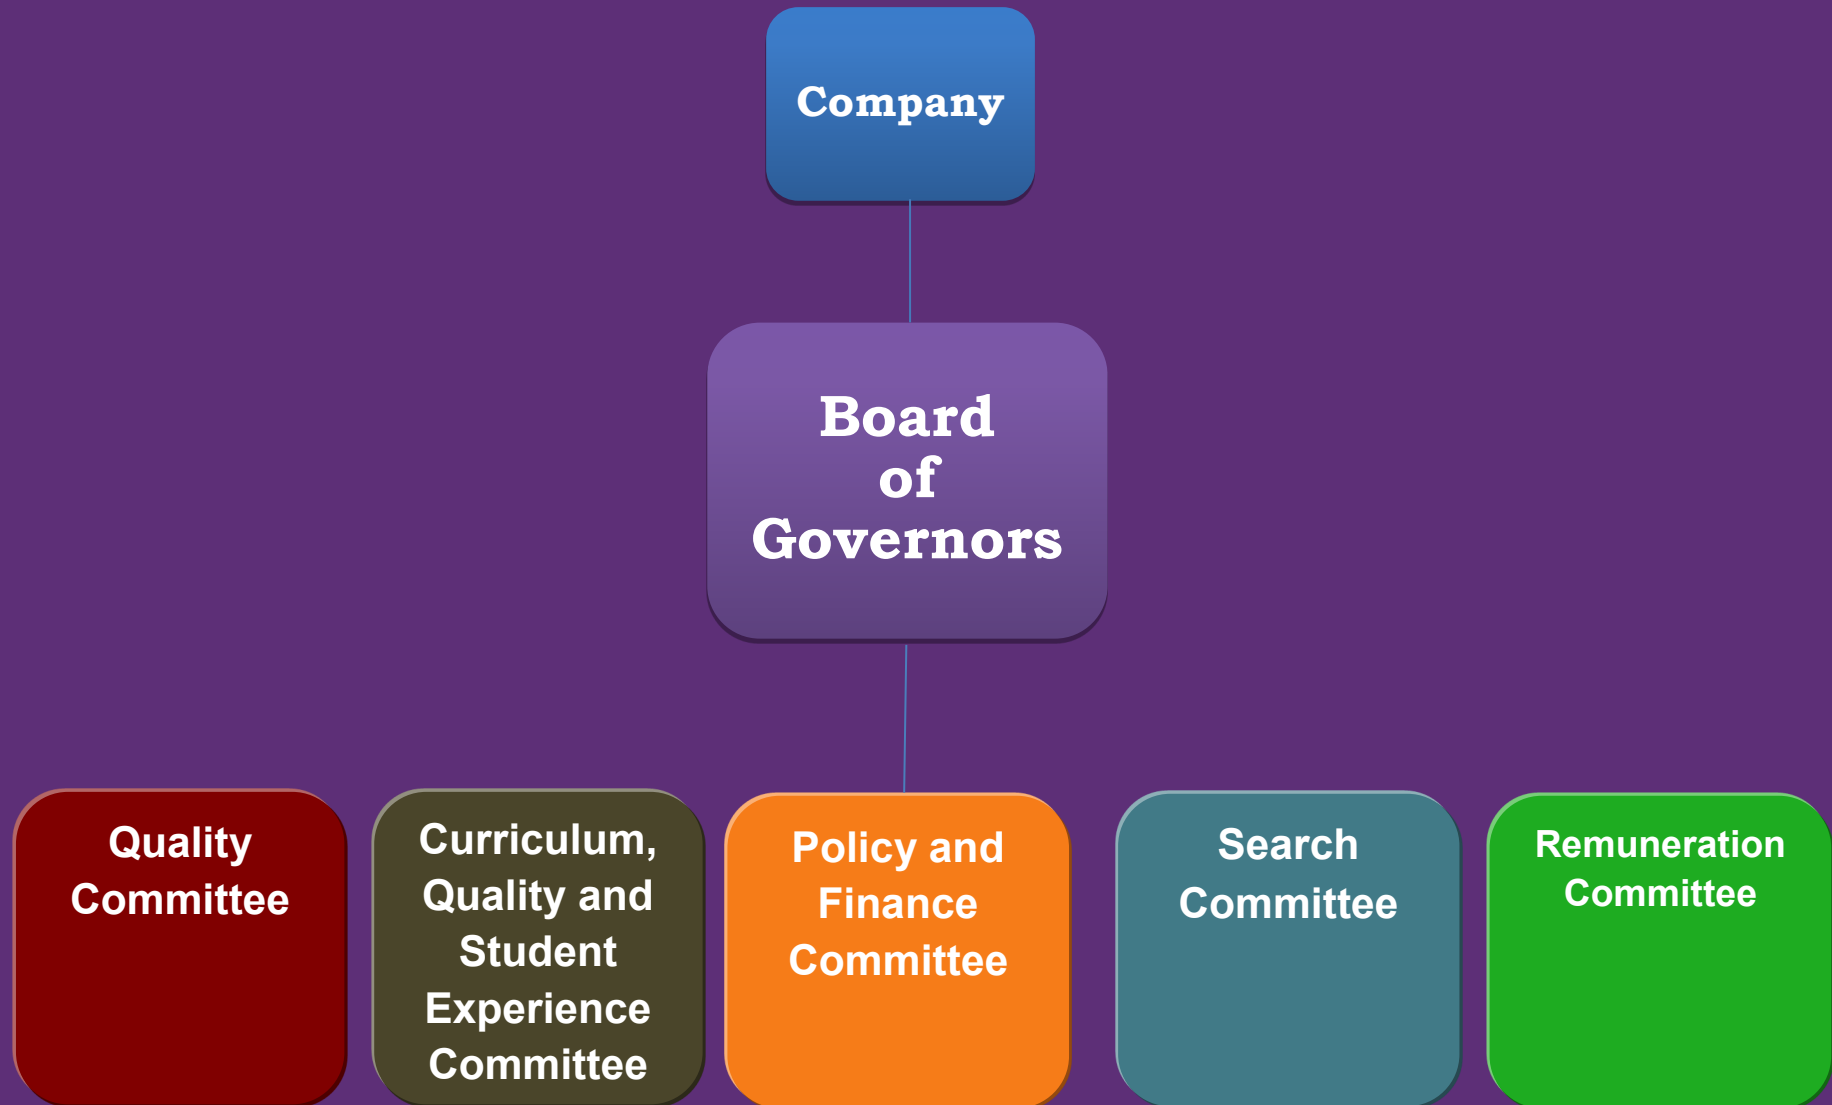 Company
Board
of
Governors
Quality
Committee
Curriculum,
Quality and
Student
Experience
Committee
Policy and
Finance
Committee
Search
Committee
Remuneration
Committee